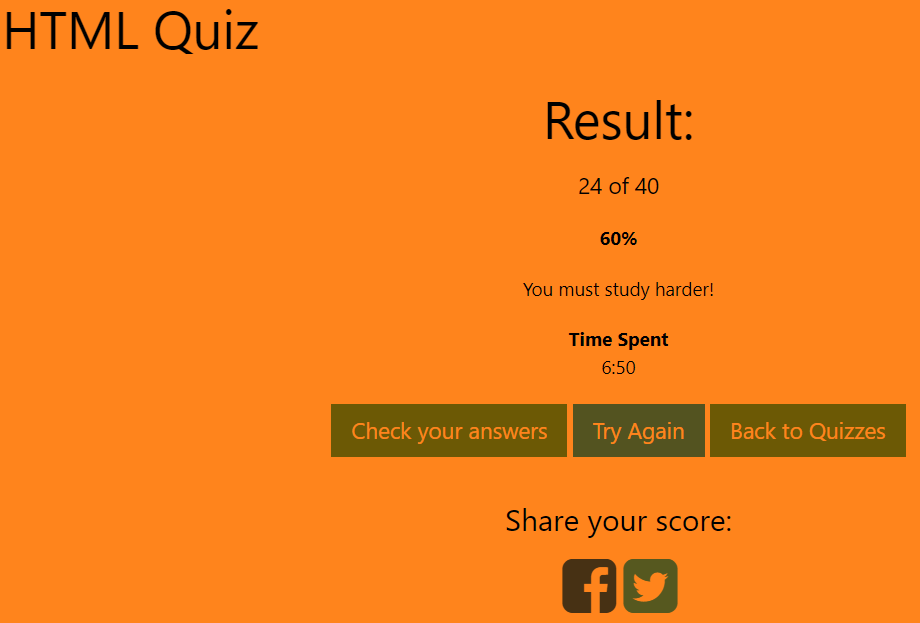 HTML Quiz
Result:
24 of 40
60%
You must study harder!
Time Spent
6:50
Check your answers
Try Again
Back to Quizzes
Share your score: